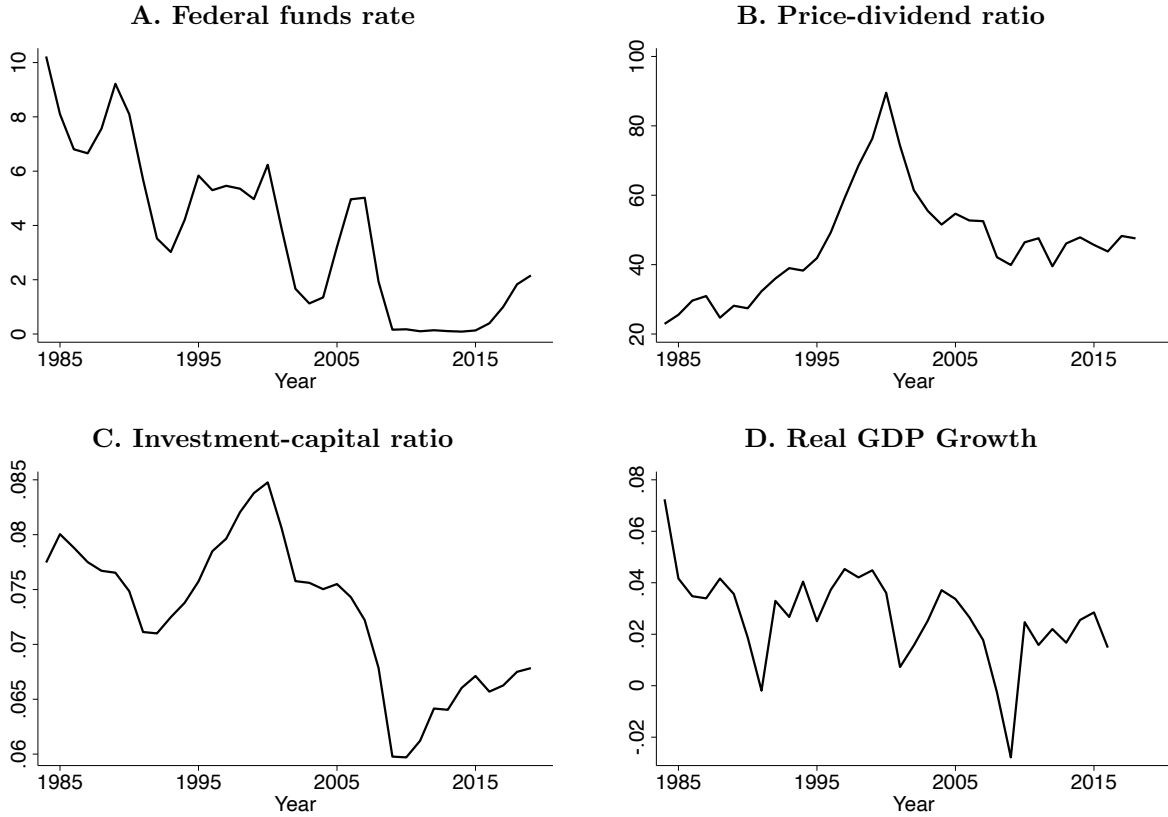 A. Federal funds rate
10
8
6
4
2
0
1985 1995 2005 2015
Year
B. Price-dividend ratio
100
80
60
40
20
1985 1995 2005 2015
Year
C. Investment-capital ratio
.085
.08
.075
.07
.065
.06
1985 1995 2005 2015
Year
D. Real GDP Growth
.08
.06
.04
.02
0
-.02
1985 1995 2005 2015
Year